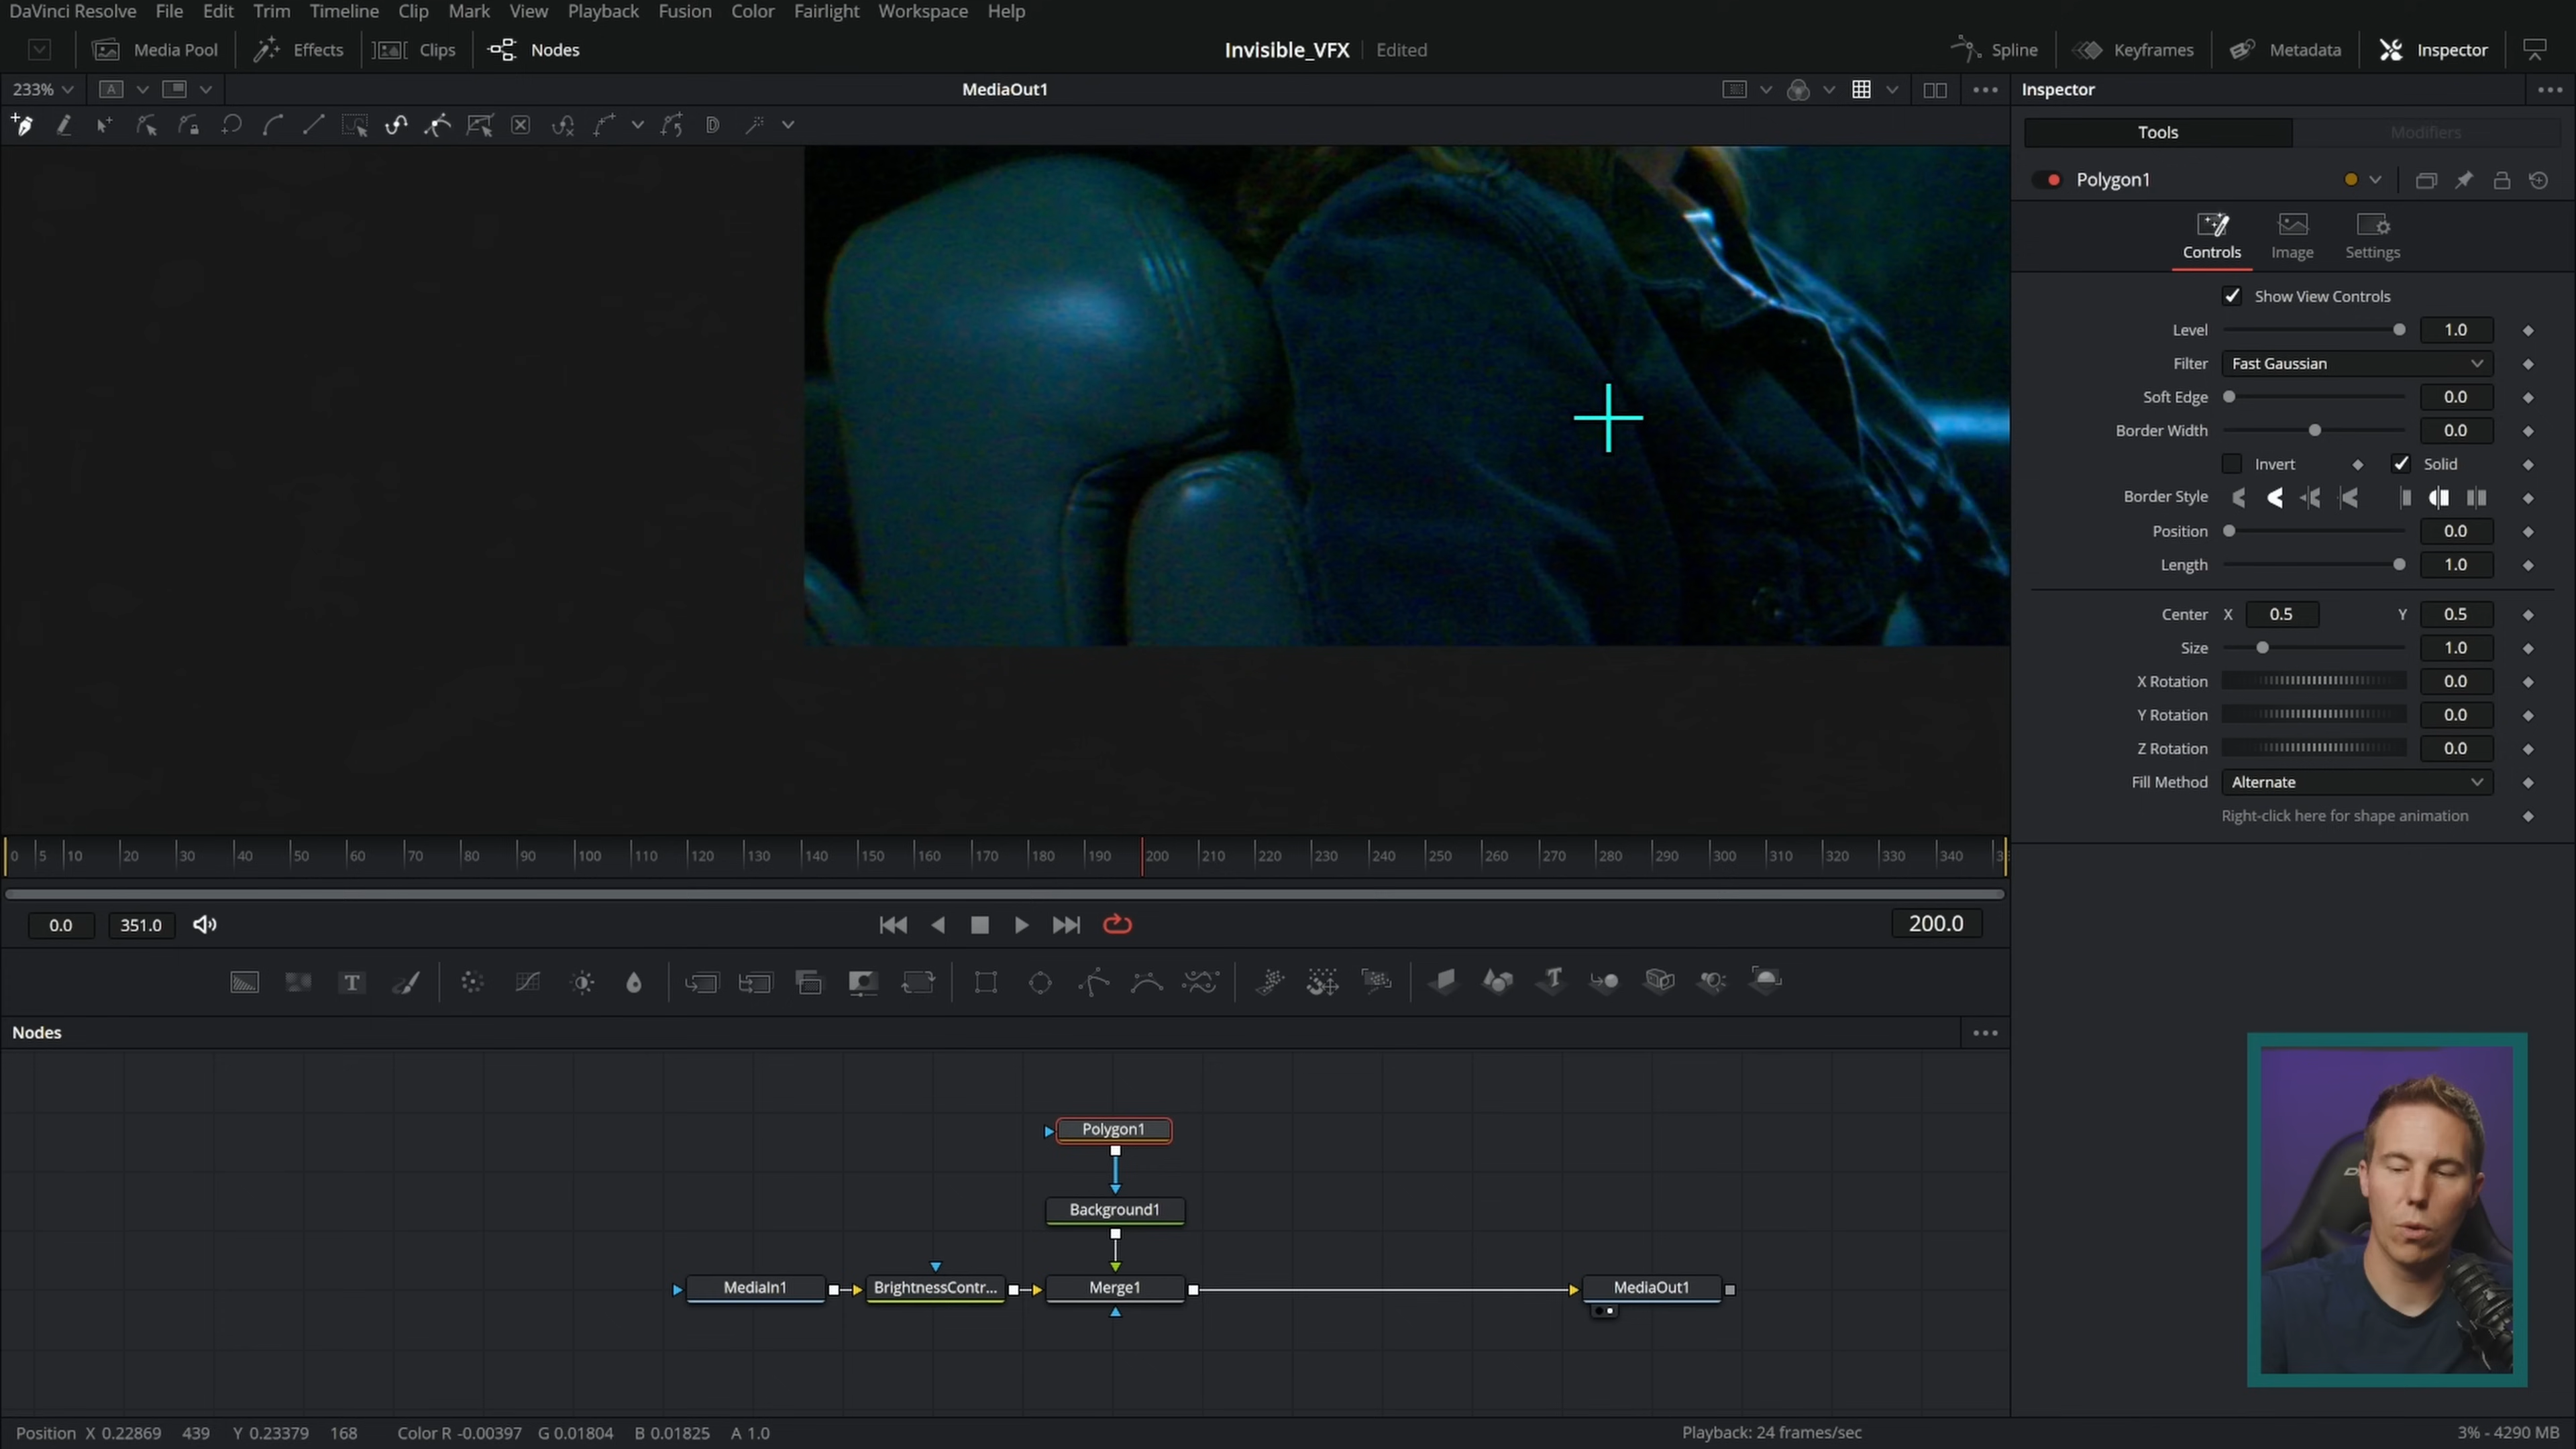 DaVinci Resolve File Edit Trim Timeline Clip Mark View Playback Fusion Color Fairlight Workspace Help
Media Pool Effects Clips Nodes Invisible_VFX Edited Spline Keyframes Metadata Inspector
233% A MediaOut1 Inspector
D
Tools Modifiers
Polygon1
Controls Image Settings
Show View Controls
Level 1.0
Filter Fast Gaussian
Soft Edge 0.0
Border Width 0.0
Invert Solid
Border Style
Position 0.0
Length 1.0
Center X 0.5 Y 0.5
Size 1.0
X Rotation 0.0
Y Rotation 0.0
Z Rotation 0.0
Fill Method Alternate
Right-click here for shape animation
0 5 10 20 30 40 50 60 70 80 90 100 110 120 130 140 150 160 170 180 190 200 210 220 230 240 250 260 270 280 290 300 310 320 330 340
0.0 351.0 200.0
T T
Nodes
Polygon1
Background1
MediaIn1 BrightnessContr... Merge1 MediaOut1
Position X 0.22869 439 Y 0.23379 168 Color R -0.00397 G 0.01804 B 0.01825 A 1.0 Playback: 24 frames/sec 3% - 4290 MB